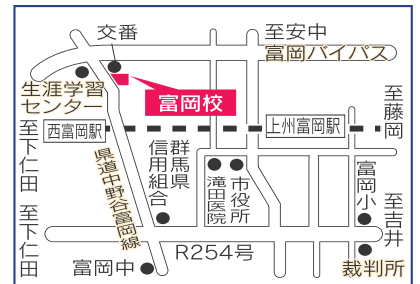 交番
至安中
富岡バイパス
生涯学習
センター
富岡校
至藤岡
西富岡駅
上州富岡駅
至下仁田
県道中野谷富岡線
群馬県
信用組合
滝田医院
市役所
富岡小
至吉井
至下仁田
R254号
富岡中
裁判所